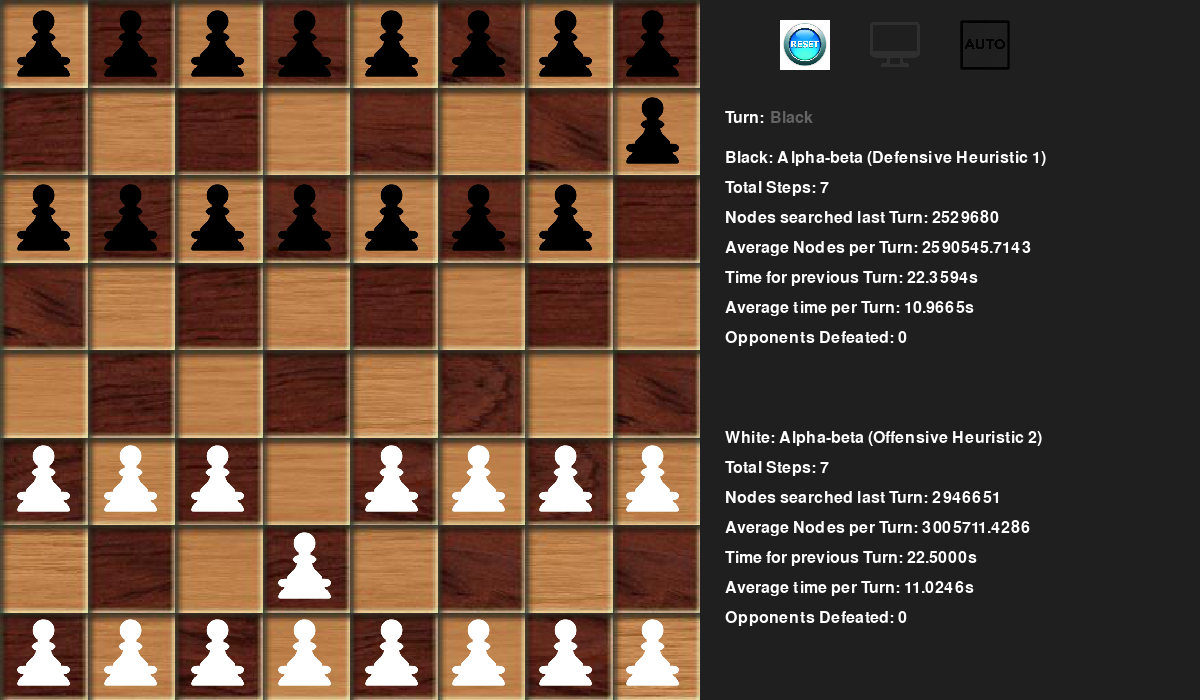 RESET
AUTO
Turn: Black
Black: Alpha-beta (Defensive Heuristic 1)
Total Steps: 7
Nodes searched last Turn: 2529680
Average Nodes per Turn: 2590545.7143
Time for previous Turn: 22.3594s
Average time per Turn: 10.9665s
Opponents Defeated: 0
White: Alpha-beta (Offensive Heuristic 2)
Total Steps: 7
Nodes searched last Turn: 2946651
Average Nodes per Turn: 3005711.4286
Time for previous Turn: 22.5000s
Average time per Turn: 11.0246s
Opponents Defeated: 0